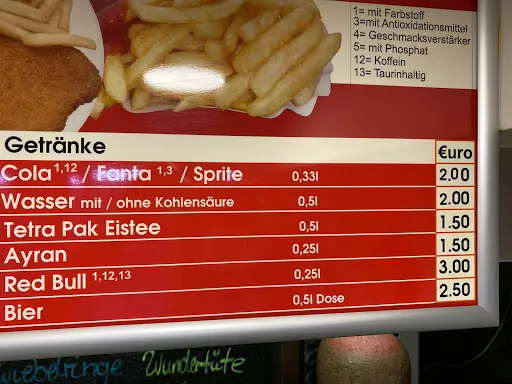 1= mit Farbstoff
3=mit Antioxidationsmittel
4= Geschmacksverstärker
5= mit Phosphat
12= Koffein
13= Taurinhaltig
Getränke €uro
Cola 1,12 / Fanta 1,3 / Sprite 0,33l 2,00
Wasser mit / ohne Kohlensäure 0,5l 2.00
Tetra Pak Eistee 0,5l 1.50
Ayran 0,25l 1.50
Red Bull 1,12,13 0,25l 3.00
Bier 0,5l Dose 2.50
Wundertüte